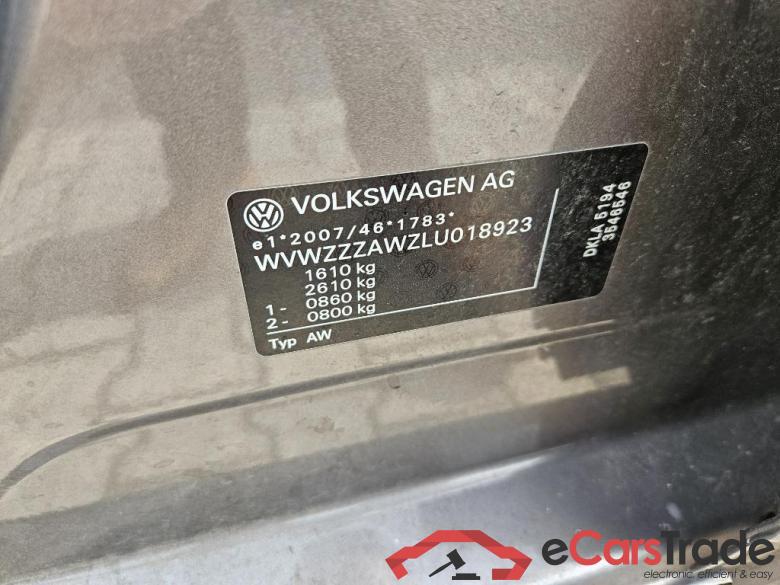 VOLKSWAGEN AG
e1*2007/46*1783*
WVWZZZAWZLU018923
1610 kg
2610 kg
1- 0860 kg
2- 0800 kg
Typ AW
DKLA 5194
3546546
eCarsTrade
electronic, efficient & easy